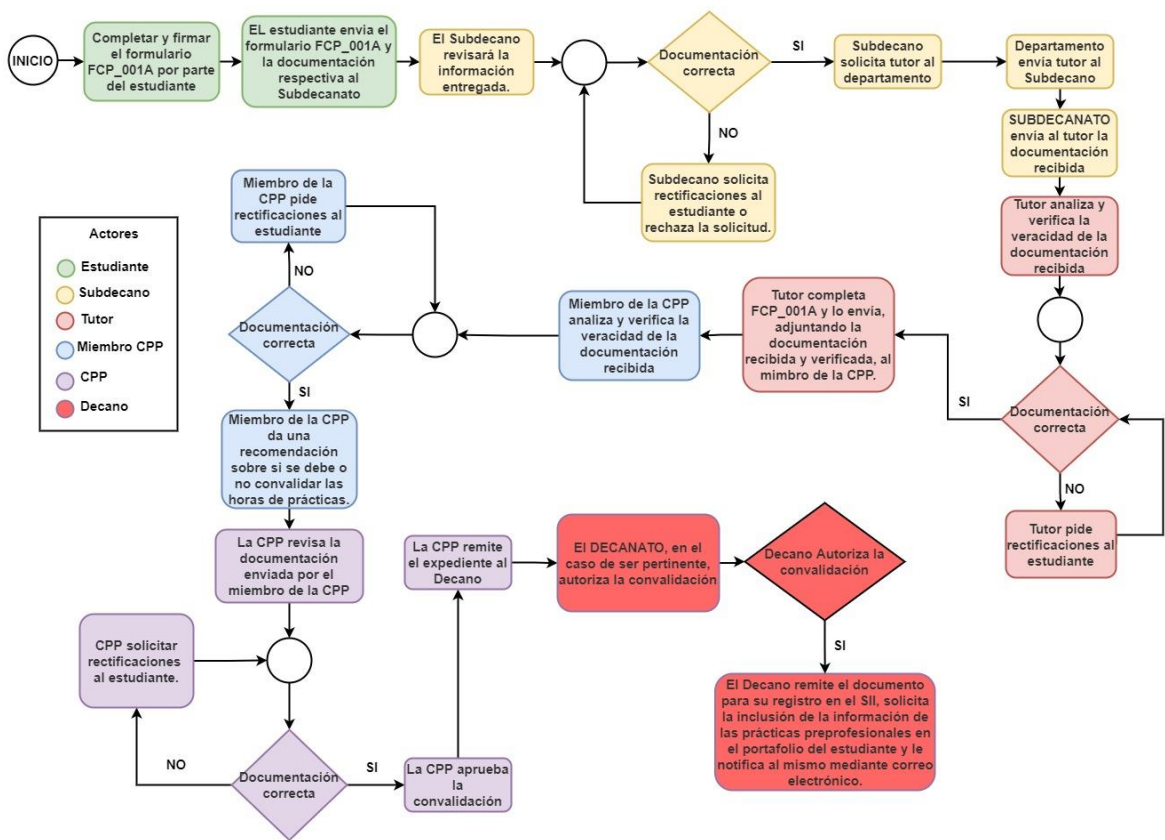 INICIO
Completar y firmar
el formulario
FCP_001A por parte
del estudiante
EL estudiante envia el
formulario FCP_001A y
la documentación
respectiva al
Subdecanato
El Subdecano
revisará la
información
entregada.
Documentación
correcta
SI
Subdecano
solicita tutor al
departamento
Departamento
envia tutor al
Subdecano
NO
Subdecano solicita
rectificaciones al
estudiante o
rechaza la solicitud.
SUBDECANATO
envía al tutor la
documentación
recibida
Tutor analiza y
verifica la
veracidad de la
documentación
recibida
Documentación
correcta
NO
Tutor pide
rectificaciones al
estudiante
SI
Tutor completa
FCP_001A y lo envía,
adjuntando la
documentación
recibida y verificada, al
mimbro de la CPP.
Miembro de la CPP
analiza y verifica la
veracidad de la
documentación
recibida
Documentación
correcta
NO
Miembro de la
CPP pide
rectificaciones al
estudiante
SI
Miembro de la CPP
da una
recomendación
sobre si se debe o
no convalidar las
horas de prácticas.
La CPP revisa la
documentación
enviada por el
miembro de la CPP
Documentación
correcta
NO
CPP solicitar
rectificaciones
al estudiante.
SI
La CPP aprueba
la
convalidación
La CPP remite
el expediente al
Decano
El DECANATO, en el
caso de ser pertinente,
autoriza la convalidación
Decano Autoriza la
convalidación
SI
El Decano remite el documento
para su registro en el SII, solicita
la inclusión de la información de
las prácticas preprofesionales en
el portafolio del estudiante y le
notifica al mismo mediante correo
electrónico.
Actores
Estudiante
Subdecano
Tutor
Miembro CPP
CPP
Decano